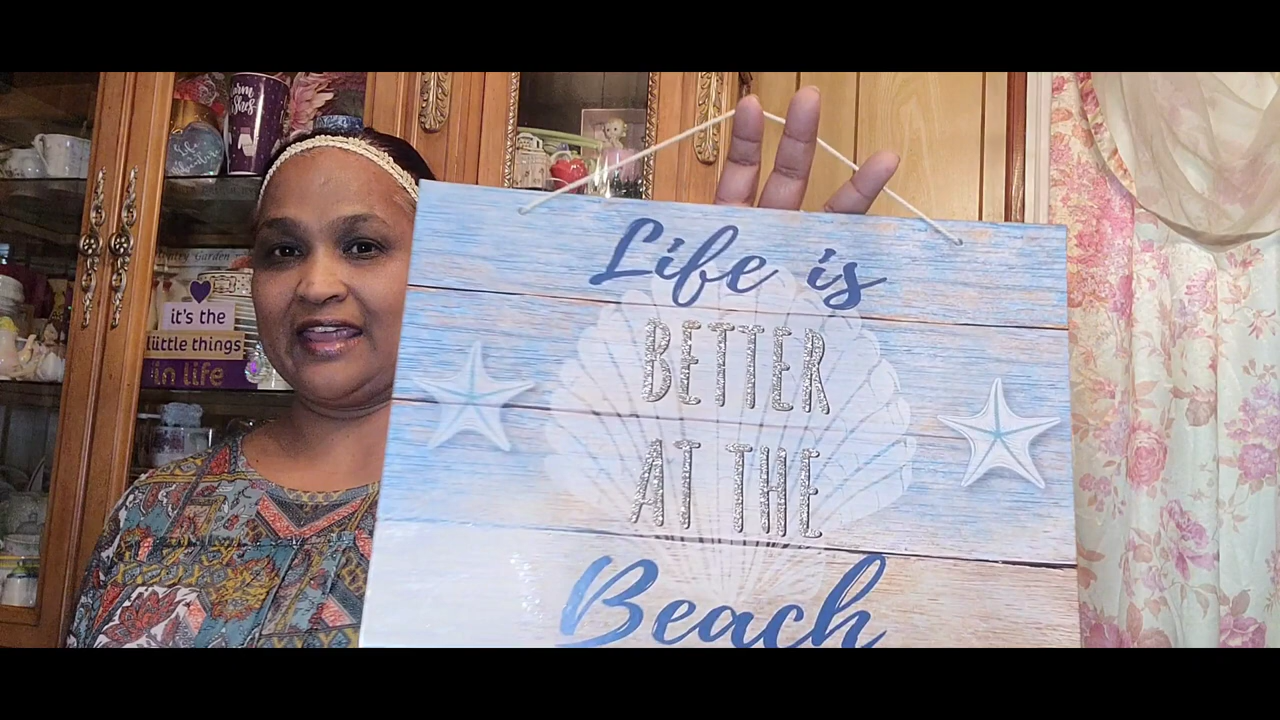 Life is
BETTER
AT THE
Beach
it's the
little things
in life